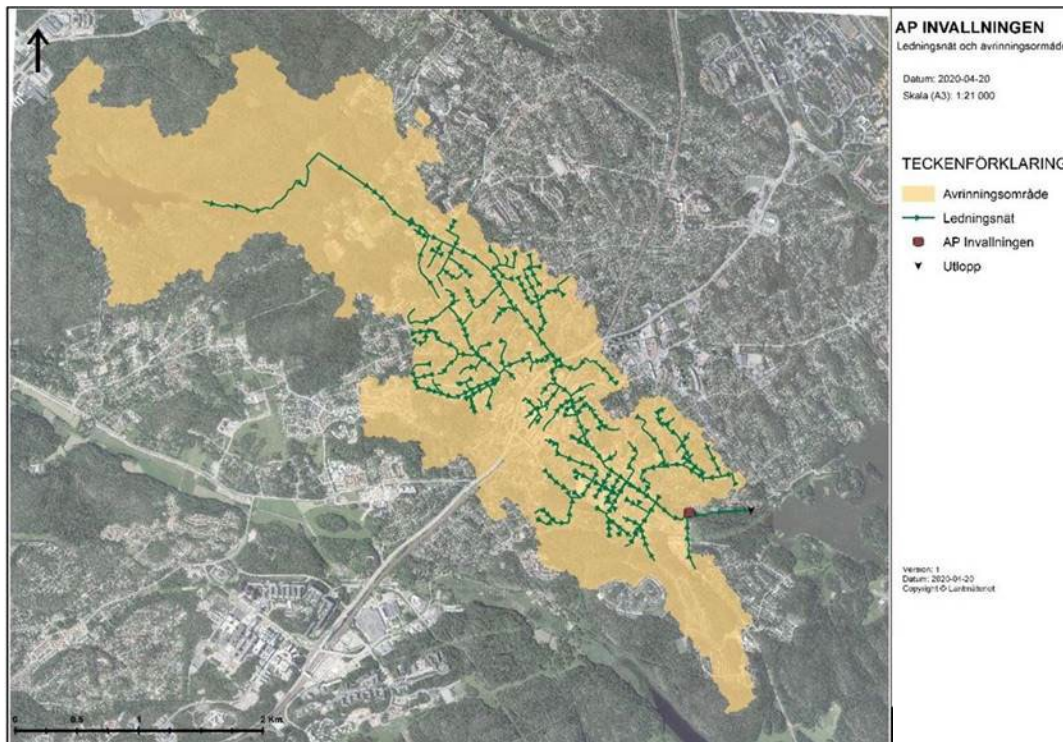 AP INVALLNINGEN
Ledningsnät och avrinningsområde
Datum: 2020-04-20
Skala (A3): 1:21 000
TECKENFÖRKLARING
Avrinningsområde
Ledningsnät
AP Invallningen
Utlopp
Version: 1
Datum: 2020-04-20
Copyright © Lantmäteriet
0 0.5 1 2 Km